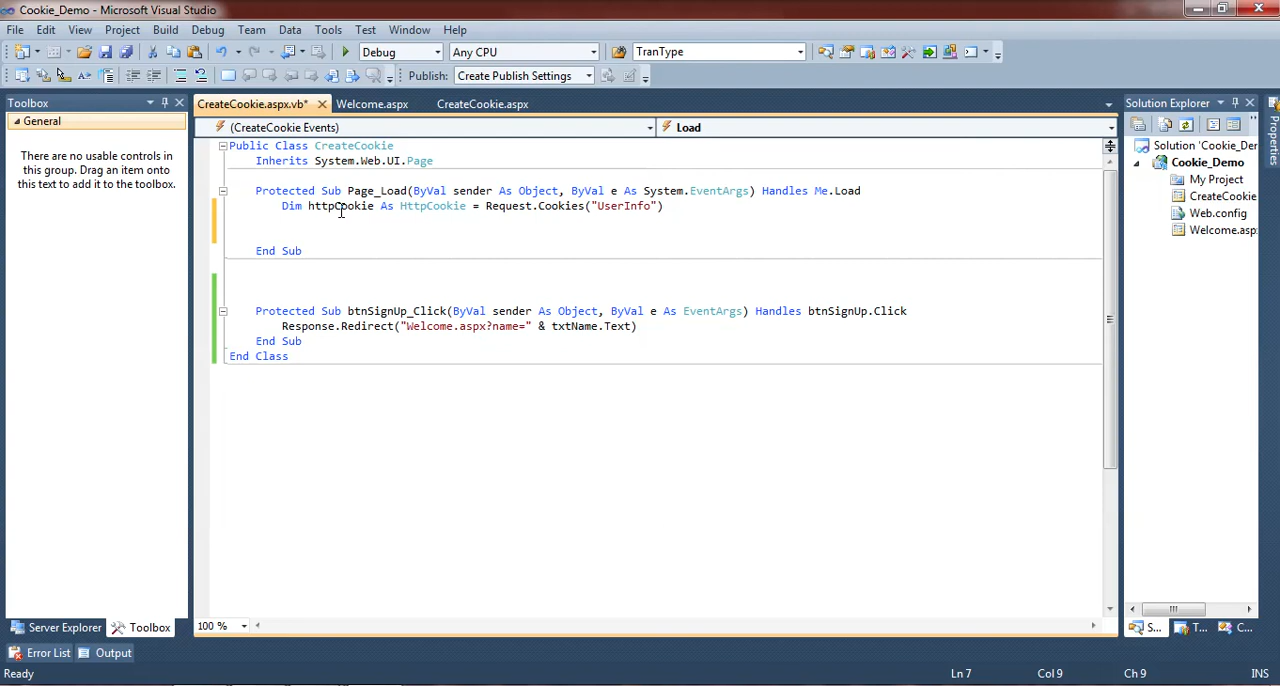 Cookie_Demo - Microsoft Visual Studio
File Edit View Project Build Debug Team Data Tools Test Window Help
Debug Any CPU TranType
Publish: Create Publish Settings
Toolbox
General
There are no usable controls in
this group. Drag an item onto
this text to add it to the toolbox.
Server Explorer Toolbox
CreateCookie.aspx.vb* Welcome.aspx CreateCookie.aspx
(CreateCookie Events) Load
Public Class CreateCookie
Inherits System.Web.UI.Page
Protected Sub Page_Load(ByVal sender As Object, ByVal e As System.EventArgs) Handles Me.Load
Dim httpCookie As HttpCookie = Request.Cookies("UserInfo")
End Sub
Protected Sub btnSignUp_Click(ByVal sender As Object, ByVal e As EventArgs) Handles btnSignUp.Click
Response.Redirect("Welcome.aspx?name=" & txtName.Text)
End Sub
End Class
100 %
Solution Explorer
Solution 'Cookie_De
Cookie_Demo
My Project
CreateCookie
Web.config
Welcome.asp
S... T... C...
Properties
Error List Output
Ready Ln 7 Col 9 Ch 9 INS